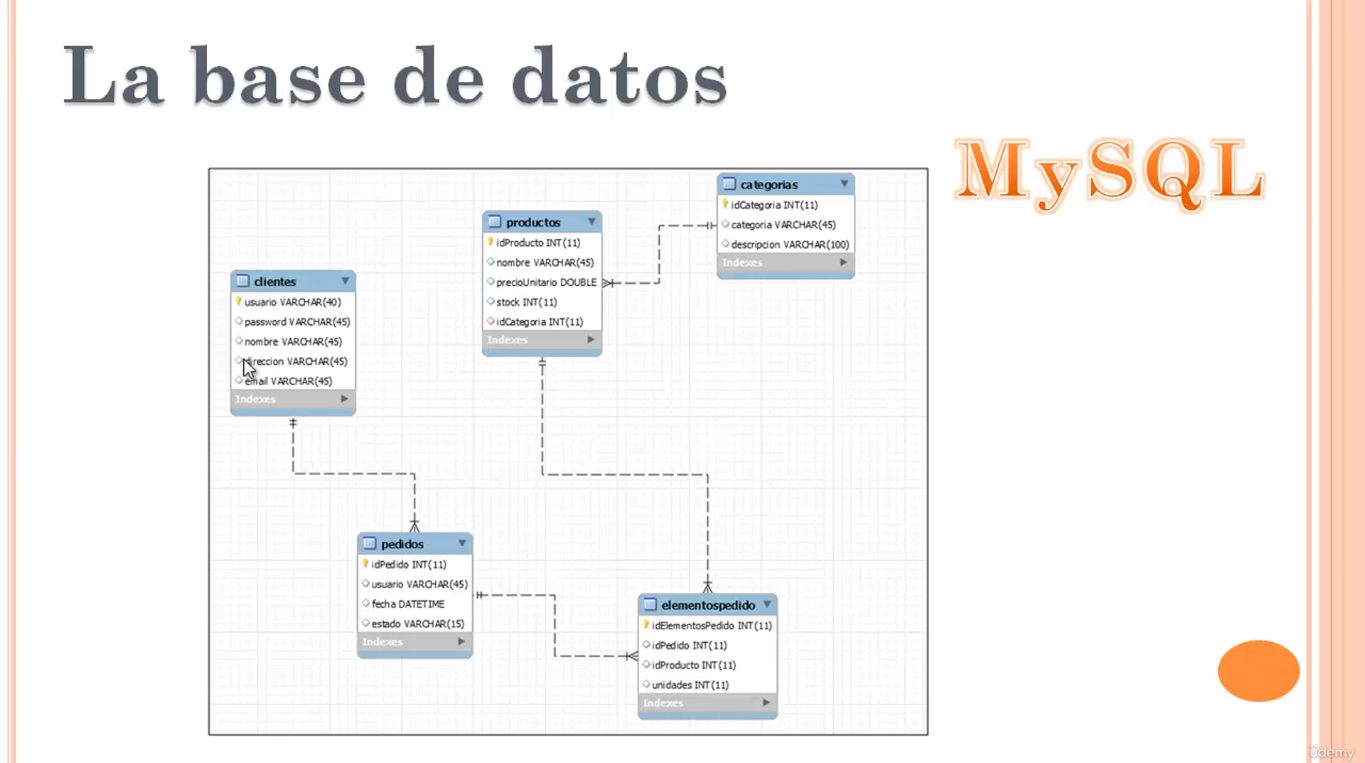 La base de datos
MySQL
categorias
idCategoria INT(11)
categoria VARCHAR(45)
descripcion VARCHAR(100)
Indexes
productos
idProducto INT(11)
nombre VARCHAR(45)
precioUnitario DOUBLE
stock INT(11)
idCategoria INT(11)
Indexes
clientes
usuario VARCHAR(40)
password VARCHAR(45)
nombre VARCHAR(45)
direccion VARCHAR(45)
email VARCHAR(45)
Indexes
pedidos
idPedido INT(11)
usuario VARCHAR(45)
fecha DATETIME
estado VARCHAR(15)
Indexes
elementospedido
idElementosPedido INT(11)
idPedido INT(11)
idProducto INT(11)
unidades INT(11)
Indexes
Udemy